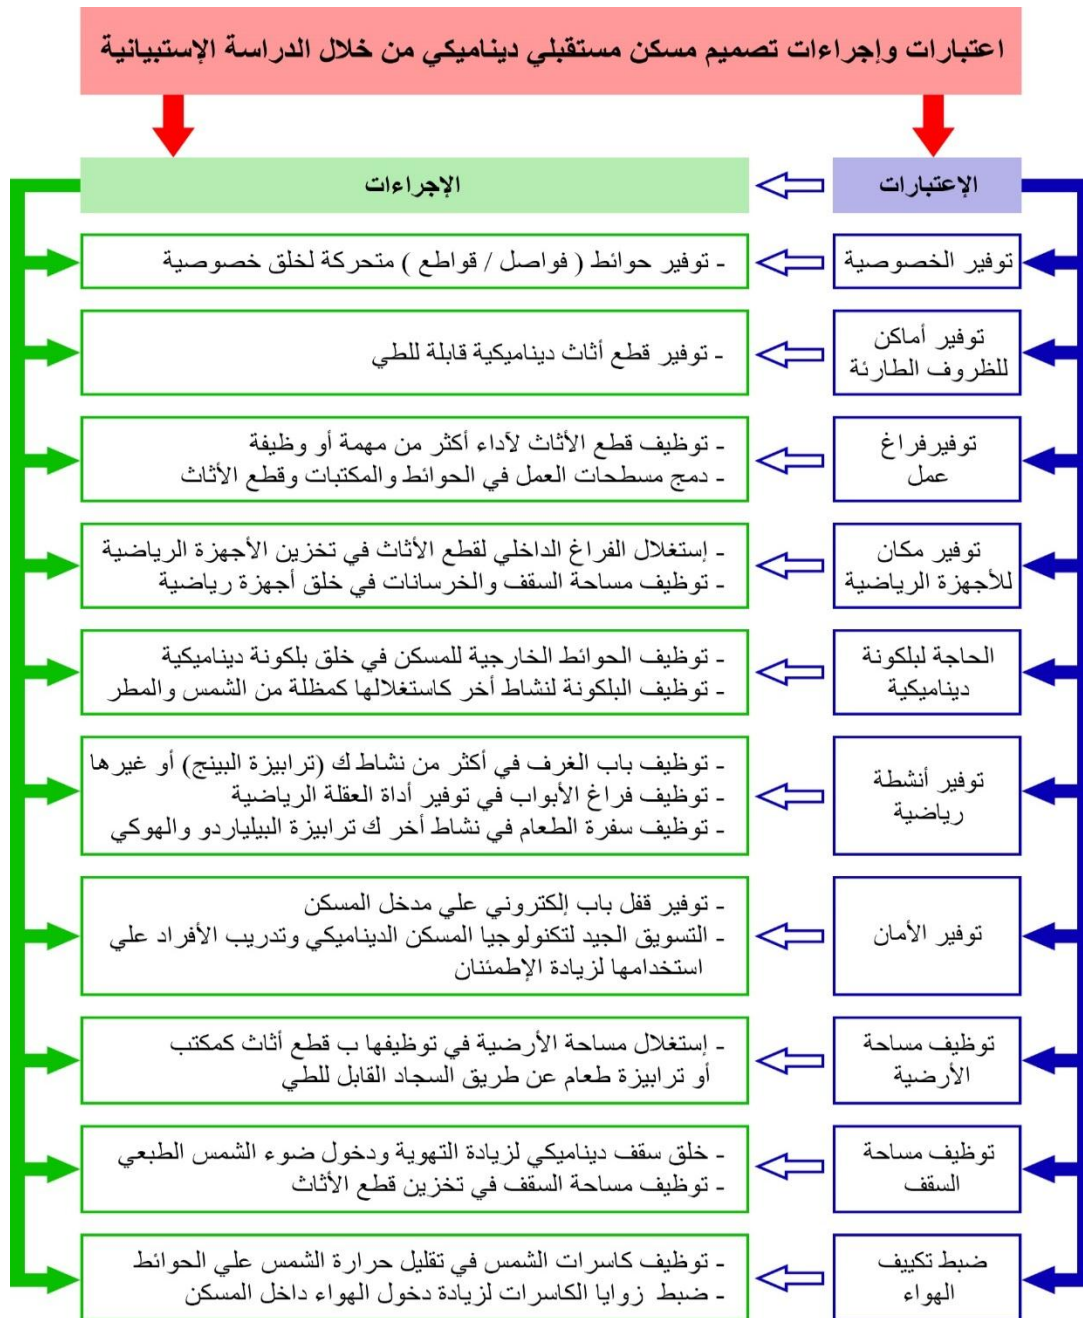 اعتبارات وإجراءات تصميم مسكن مستقبلي ديناميكي من خلال الدراسة الإستبيانية
الإعتبارات
الإجراءات
توفير الخصوصية
- توفير حوائط ( فواصل / قواطع ) متحركة لخلق خصوصية
توفير أماكن
للظروف الطارئة
- توفير قطع أثاث ديناميكية قابلة للطي
توفيرفراغ
عمل
- توظيف قطع الأثاث لآداء أكثر من مهمة أو وظيفة
- دمج مسطحات العمل في الحوائط والمكتبات وقطع الأثاث
توفير مكان
للأجهزة الرياضية
- إستغلال الفراغ الداخلي لقطع الأثاث في تخزين الأجهزة الرياضية
- توظيف مساحة السقف والخرسانات في خلق أجهزة رياضية
الحاجة لبلكونة
ديناميكية
- توظيف الحوائط الخارجية للمسكن في خلق بلكونة ديناميكية
- توظيف البلكونة لنشاط أخر كاستغلالها كمظلة من الشمس والمطر
توفير أنشطة
رياضية
- توظيف باب الغرف في أكثر من نشاط ك (ترابيزة البينج) أو غيرها
- توظيف فراغ الأبواب في توفير أداة العقلة الرياضية
- توظيف سفرة الطعام في نشاط أخر ك ترابيزة البيلياردو والهوكي
توفير الأمان
- توفير قفل باب إلكتروني علي مدخل المسكن
- التسويق الجيد لتكنولوجيا المسكن الديناميكي وتدريب الأفراد علي
استخدامها لزيادة الإطمئنان
توظيف مساحة
الأرضية
- إستغلال مساحة الأرضية في توظيفها ب قطع أثاث كمكتب
أو ترابيزة طعام عن طريق السجاد القابل للطي
توظيف مساحة
السقف
- خلق سقف ديناميكي لزيادة التهوية ودخول ضوء الشمس الطبعي
- توظيف مساحة السقف في تخزين قطع الأثاث
ضبط تكييف
الهواء
- توظيف كاسرات الشمس في تقليل حرارة الشمس علي الحوائط
- ضبط زوايا الكاسرات لزيادة دخول الهواء داخل المسكن